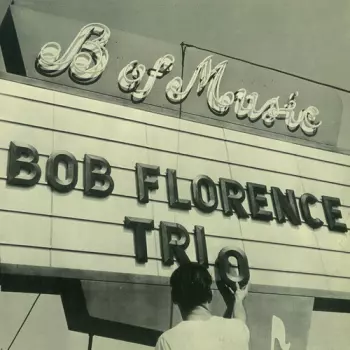 B of Music
BOB FLORENCE
TRIO